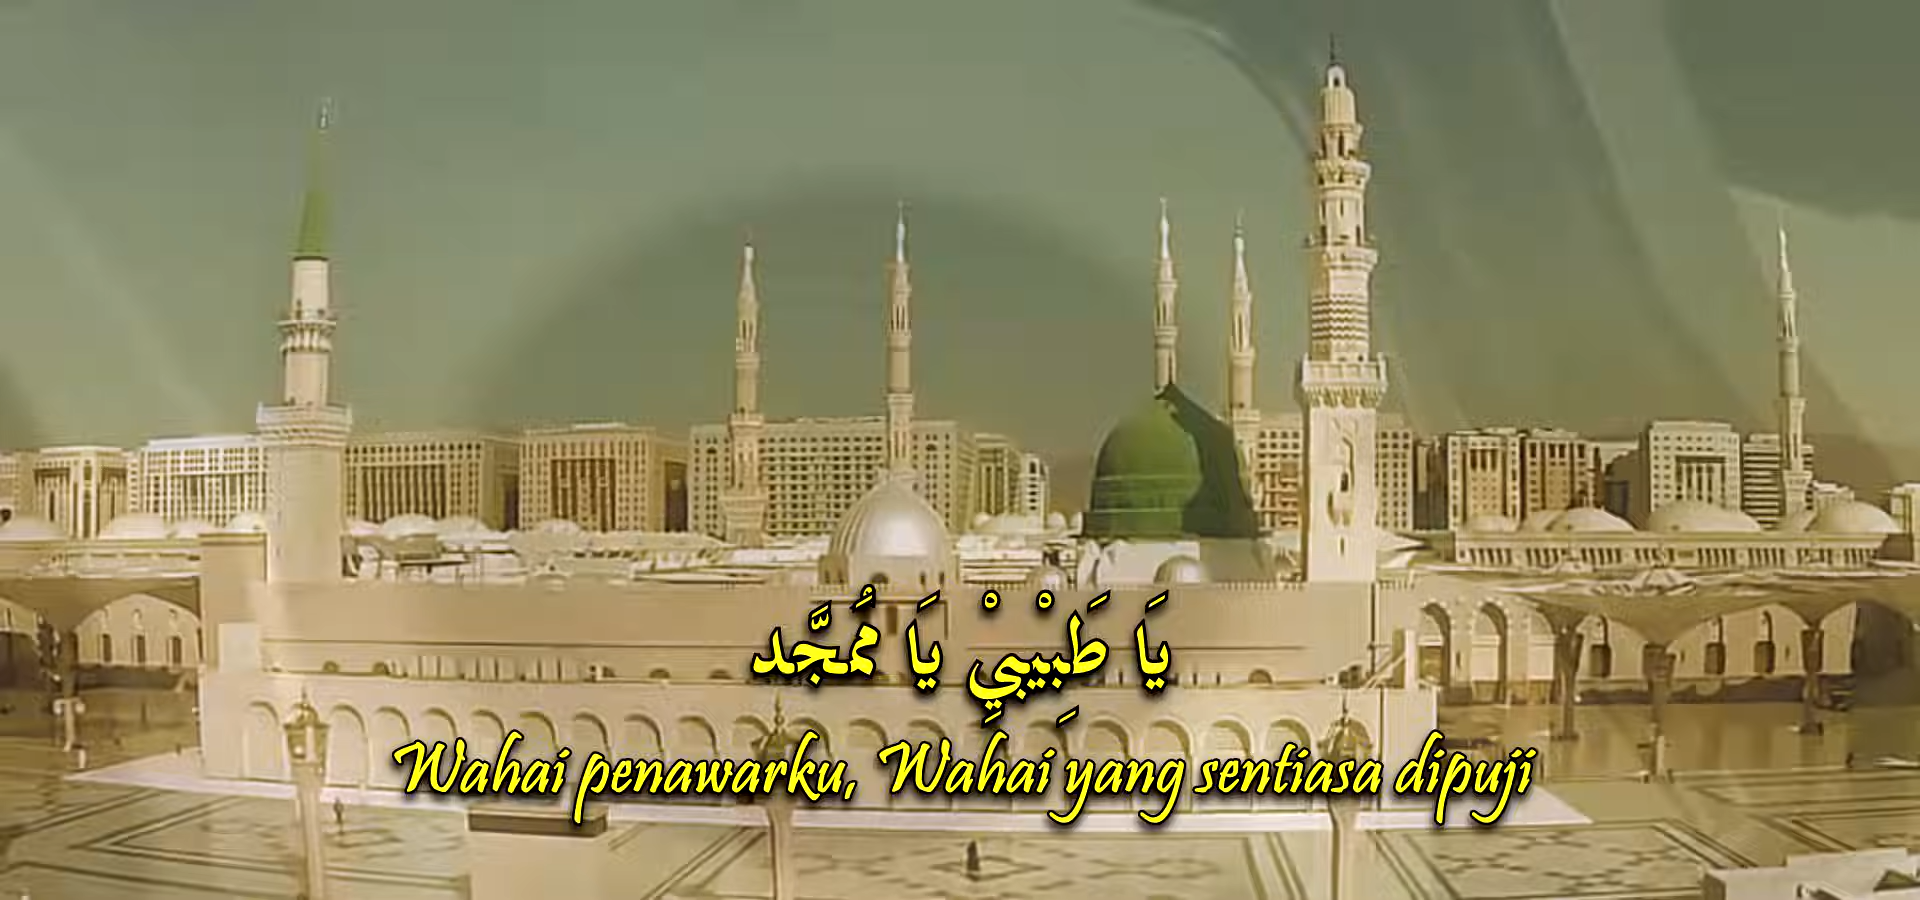 يَا طَبِيْبِيْ يَا مُمَجَّد
Wahai penawarku, Wahai yang sentiasa dipuji